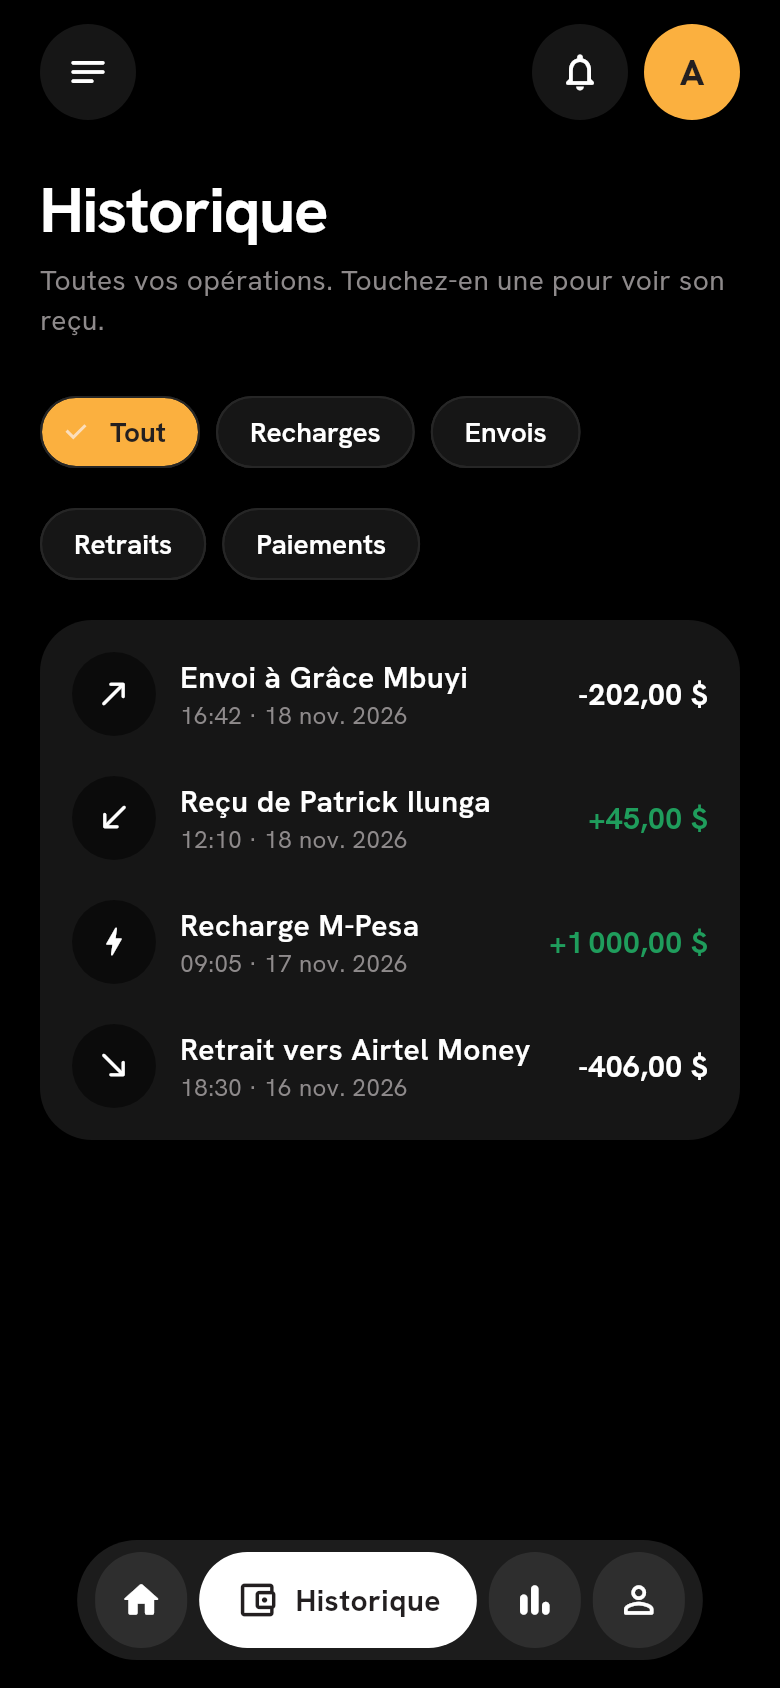 A
Historique
Toutes vos opérations. Touchez-en une pour voir son
reçu.
Tout
Recharges
Envois
Retraits
Paiements
Envoi à Grâce Mbuyi
-202,00 $
16:42 · 18 nov. 2026
Reçu de Patrick Ilunga
+45,00 $
12:10 · 18 nov. 2026
Recharge M-Pesa
+1 000,00 $
09:05 · 17 nov. 2026
Retrait vers Airtel Money
-406,00 $
18:30 · 16 nov. 2026
Historique